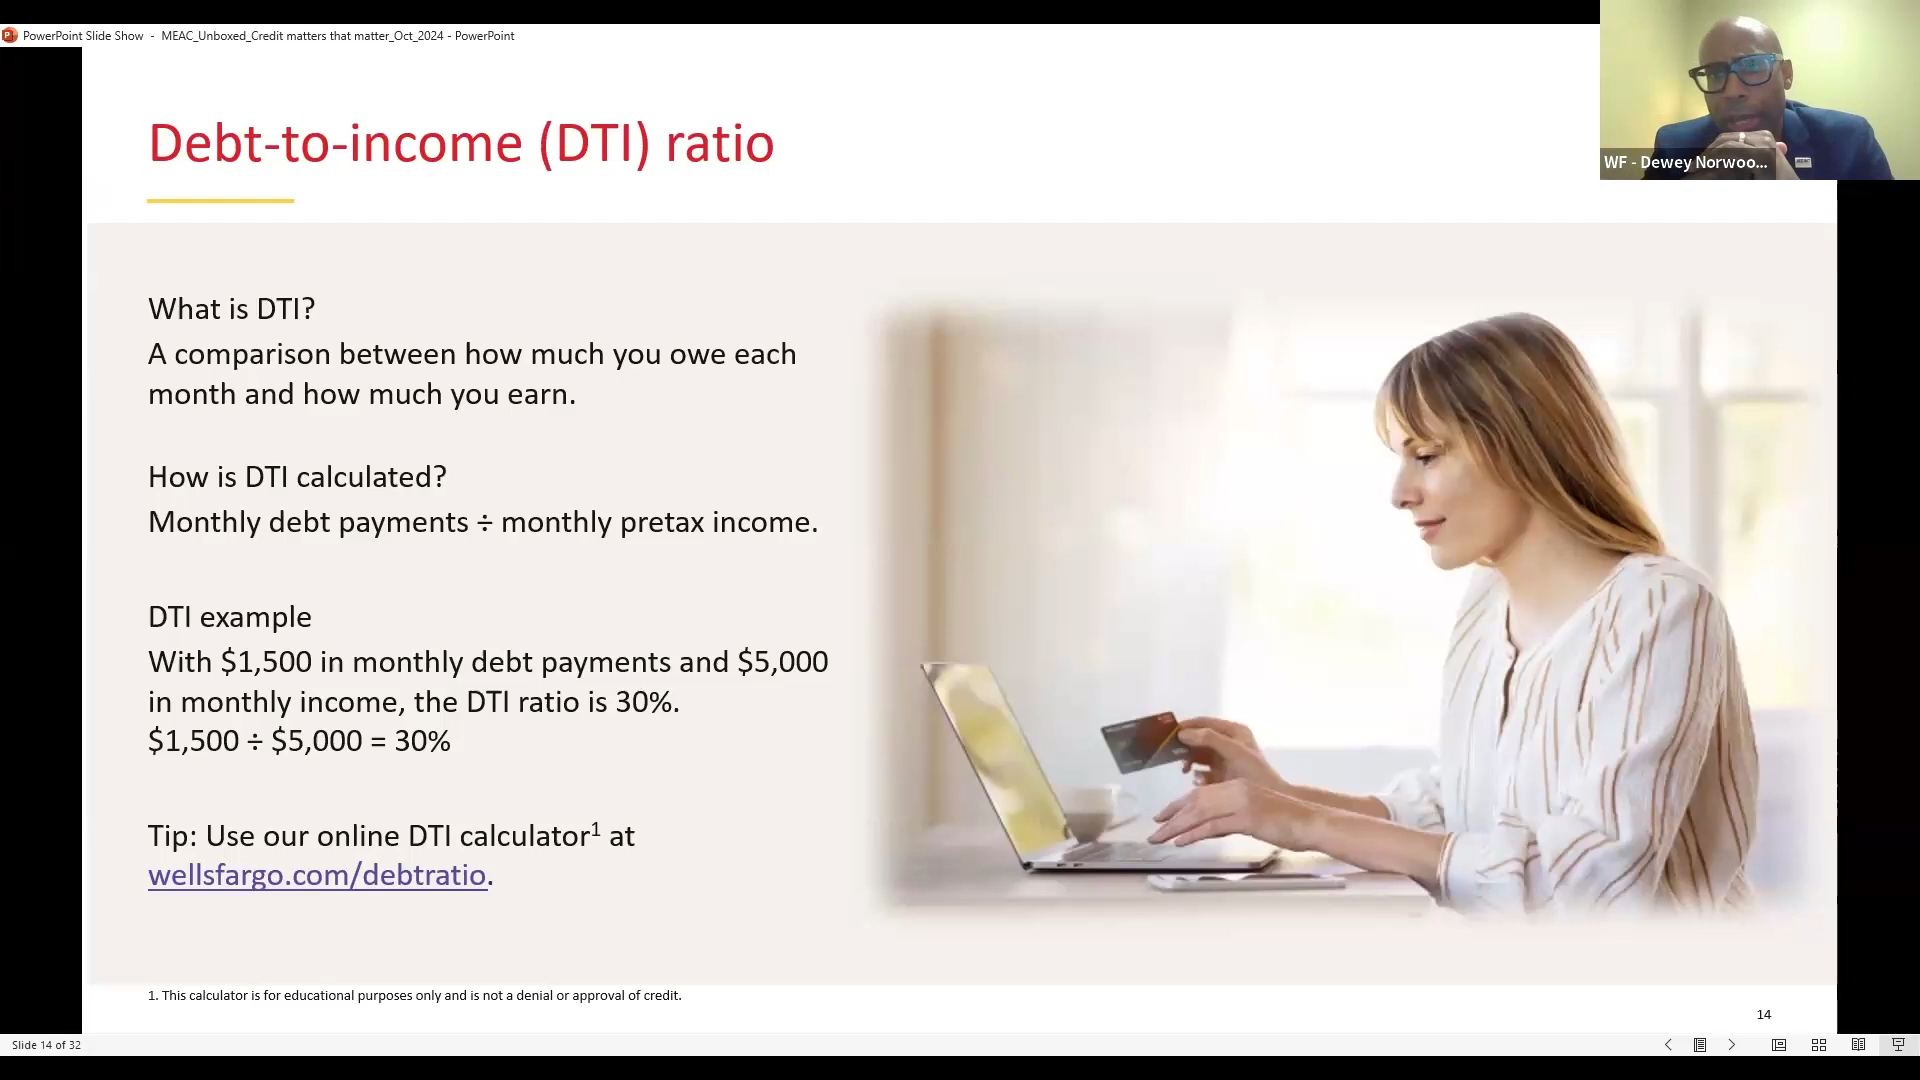 PowerPoint Slide Show - MEAC_Unboxed_Credit matters that matter_Oct_2024 - PowerPoint
WF - Dewey Norwoo...
Debt-to-income (DTI) ratio
What is DTI?
A comparison between how much you owe each
month and how much you earn.
How is DTI calculated?
Monthly debt payments ÷ monthly pretax income.
DTI example
With $1,500 in monthly debt payments and $5,000
in monthly income, the DTI ratio is 30%.
$1,500 ÷ $5,000 = 30%
Tip: Use our online DTI calculator¹ at
wellsfargo.com/debtratio.
1. This calculator is for educational purposes only and is not a denial or approval of credit.
14
Slide 14 of 32